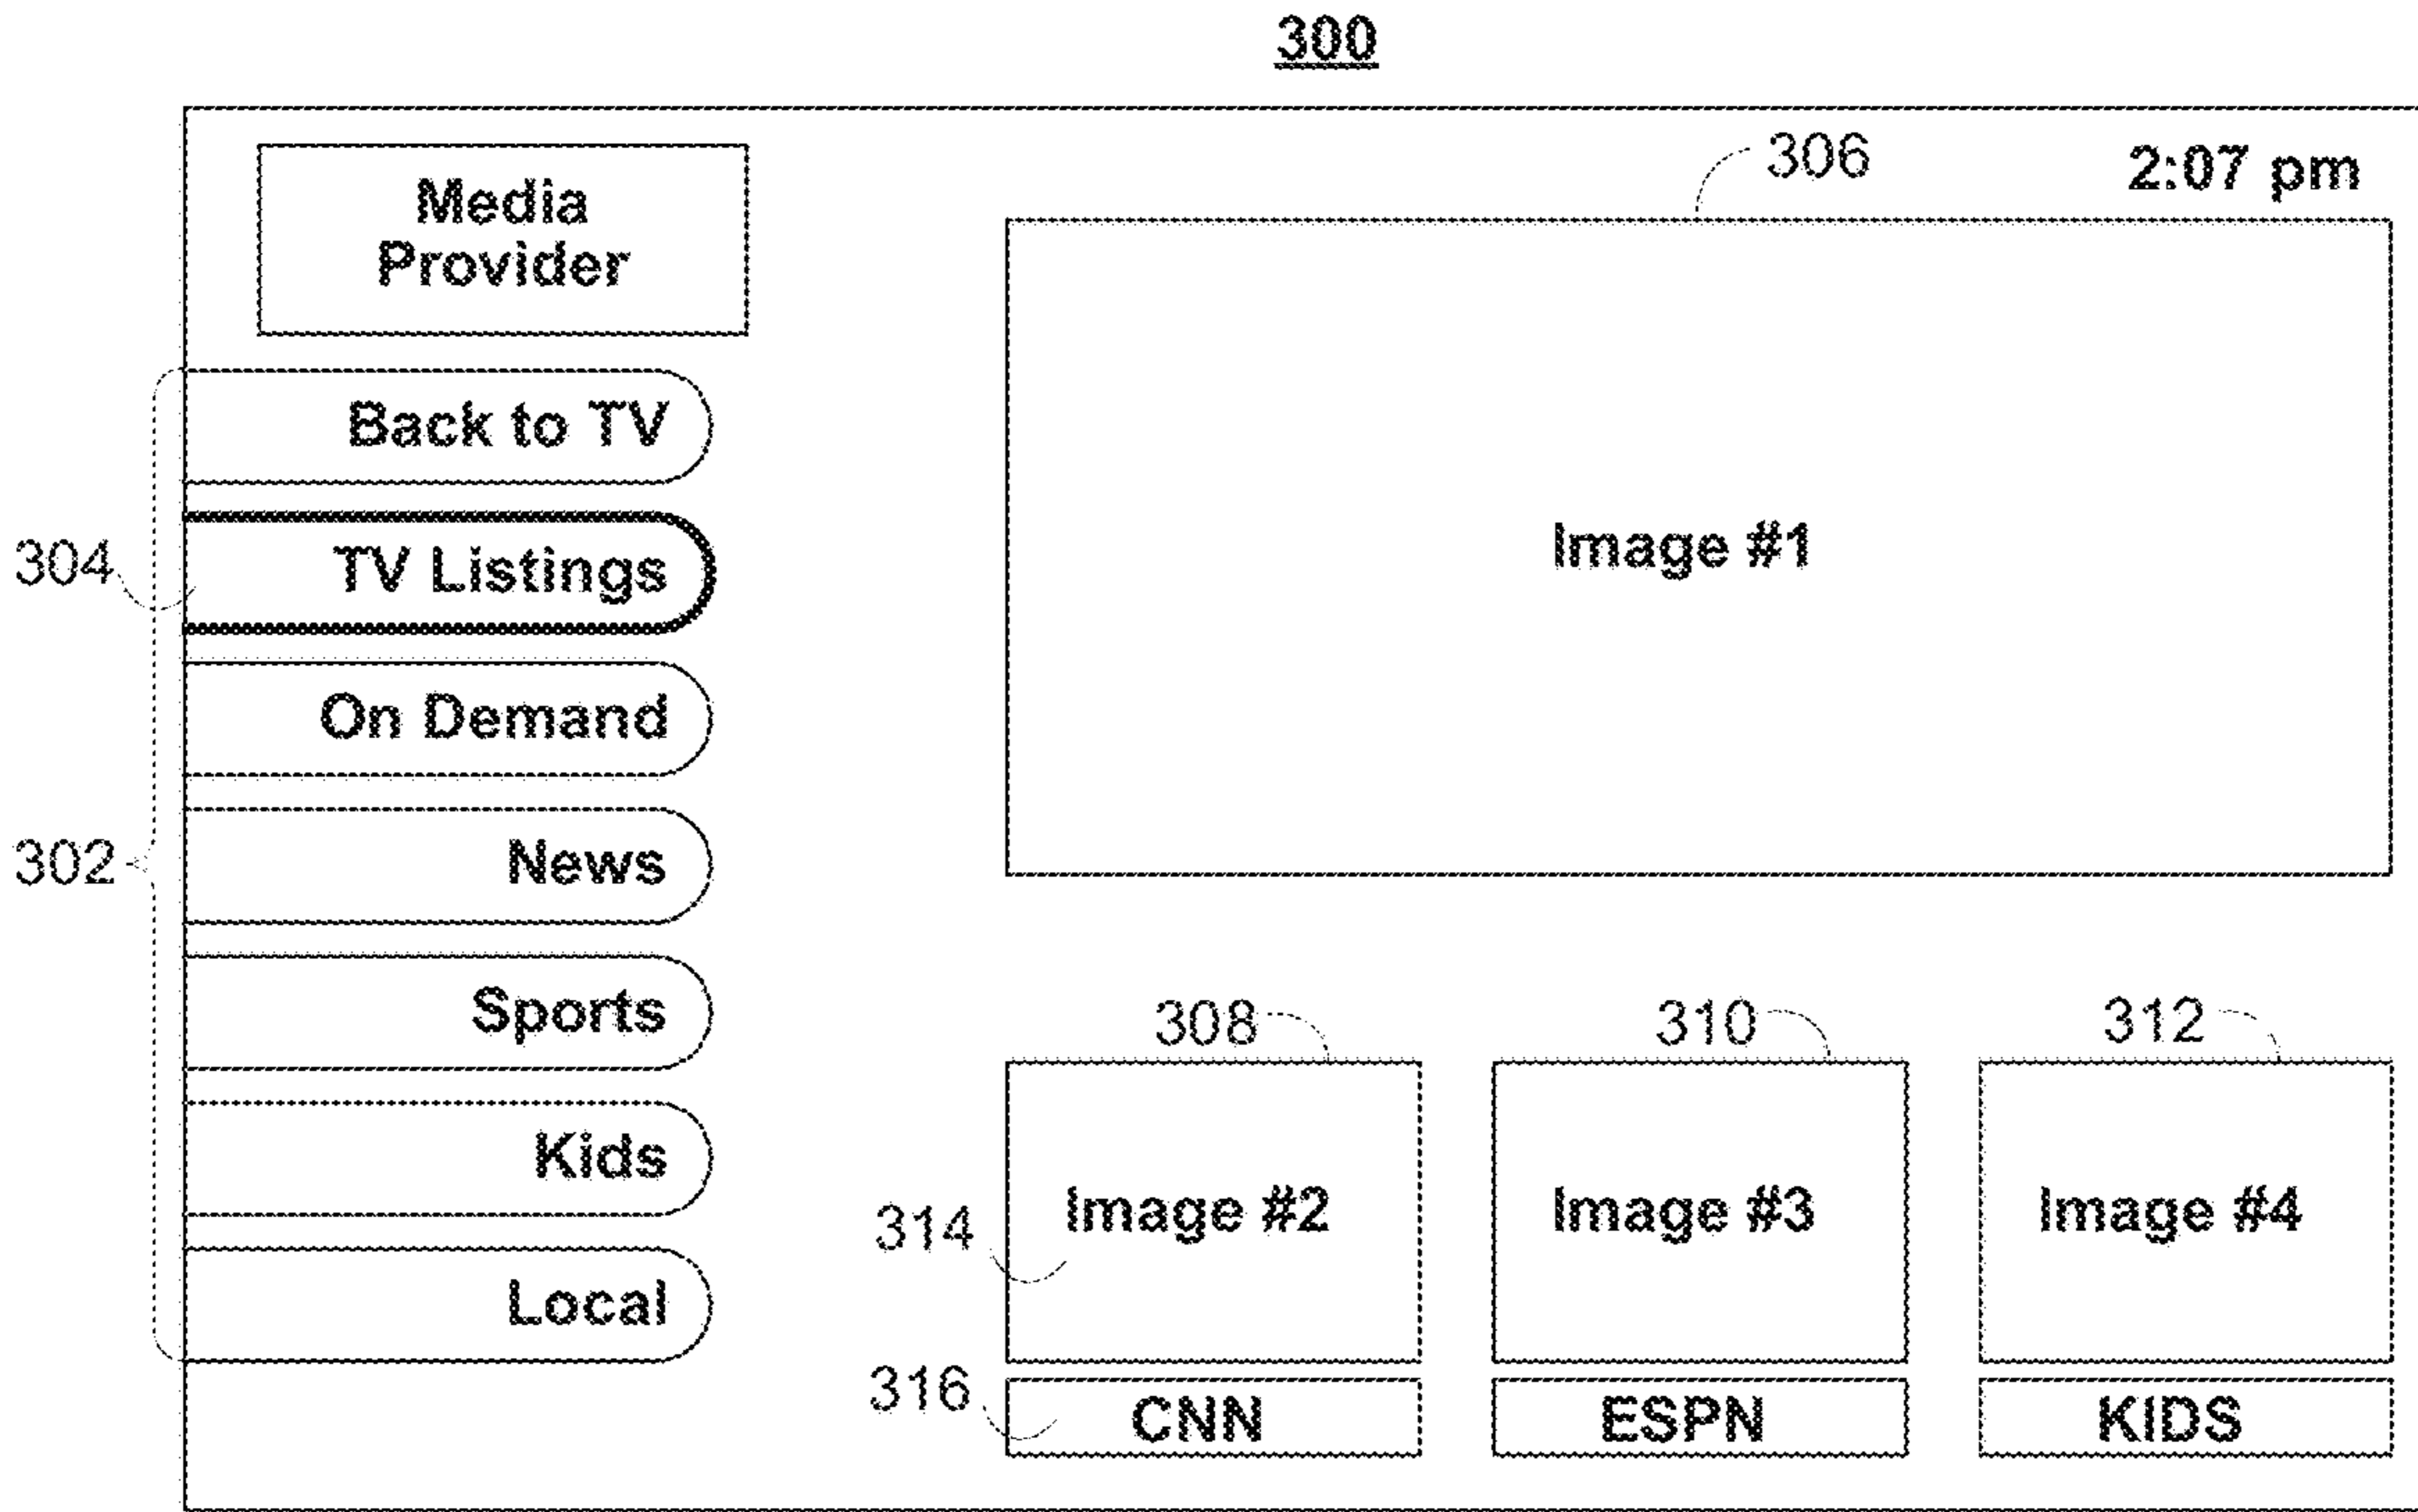 300
306
2:07 pm
Media
Provider
Back to TV
304
TV Listings
Image #1
On Demand
302
News
Sports
308
310
312
Kids
Image #2
Image #3
Image #4
314
Local
316
CNN
ESPN
KIDS